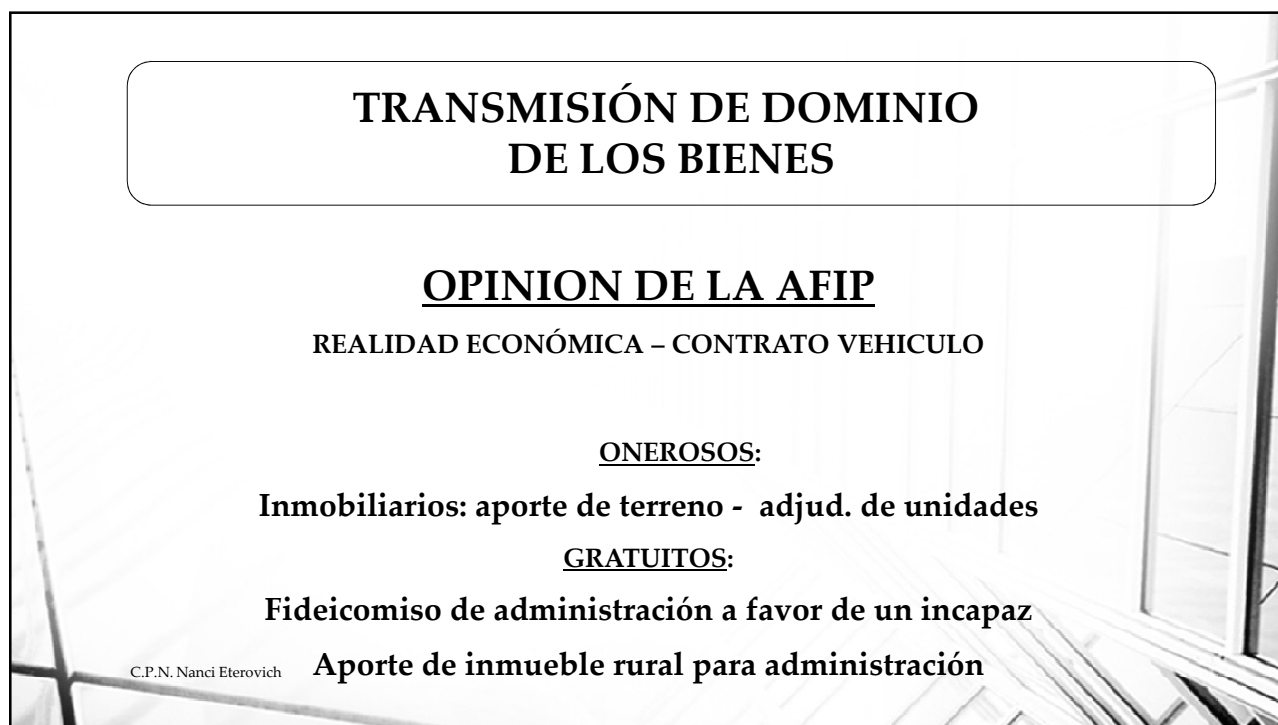 TRANSMISIÓN DE DOMINIO
DE LOS BIENES
OPINION DE LA AFIP
REALIDAD ECONÓMICA – CONTRATO VEHICULO
ONEROSOS:
Inmobiliarios: aporte de terreno - adjud. de unidades
GRATUITOS:
Fideicomiso de administración a favor de un incapaz
Aporte de inmueble rural para administración
C.P.N. Nanci Eterovich